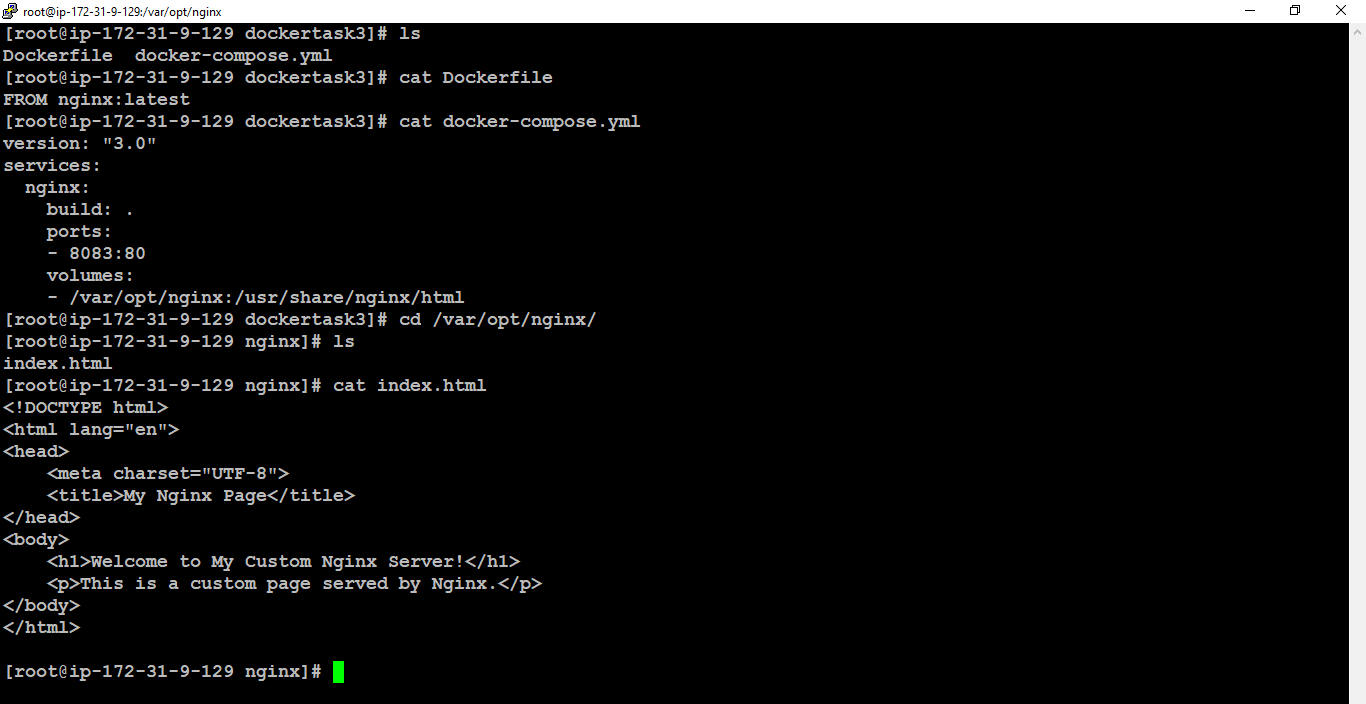 root@ip-172-31-9-129:/var/opt/nginx
[root@ip-172-31-9-129 dockertask3]# ls
Dockerfile  docker-compose.yml
[root@ip-172-31-9-129 dockertask3]# cat Dockerfile
FROM nginx:latest
[root@ip-172-31-9-129 dockertask3]# cat docker-compose.yml
version: "3.0"
services:
  nginx:
    build: .
    ports:
    - 8083:80
    volumes:
    - /var/opt/nginx:/usr/share/nginx/html
[root@ip-172-31-9-129 dockertask3]# cd /var/opt/nginx/
[root@ip-172-31-9-129 nginx]# ls
index.html
[root@ip-172-31-9-129 nginx]# cat index.html
<!DOCTYPE html>
<html lang="en">
<head>
    <meta charset="UTF-8">
    <title>My Nginx Page</title>
</head>
<body>
    <h1>Welcome to My Custom Nginx Server!</h1>
    <p>This is a custom page served by Nginx.</p>
</body>
</html>

[root@ip-172-31-9-129 nginx]#